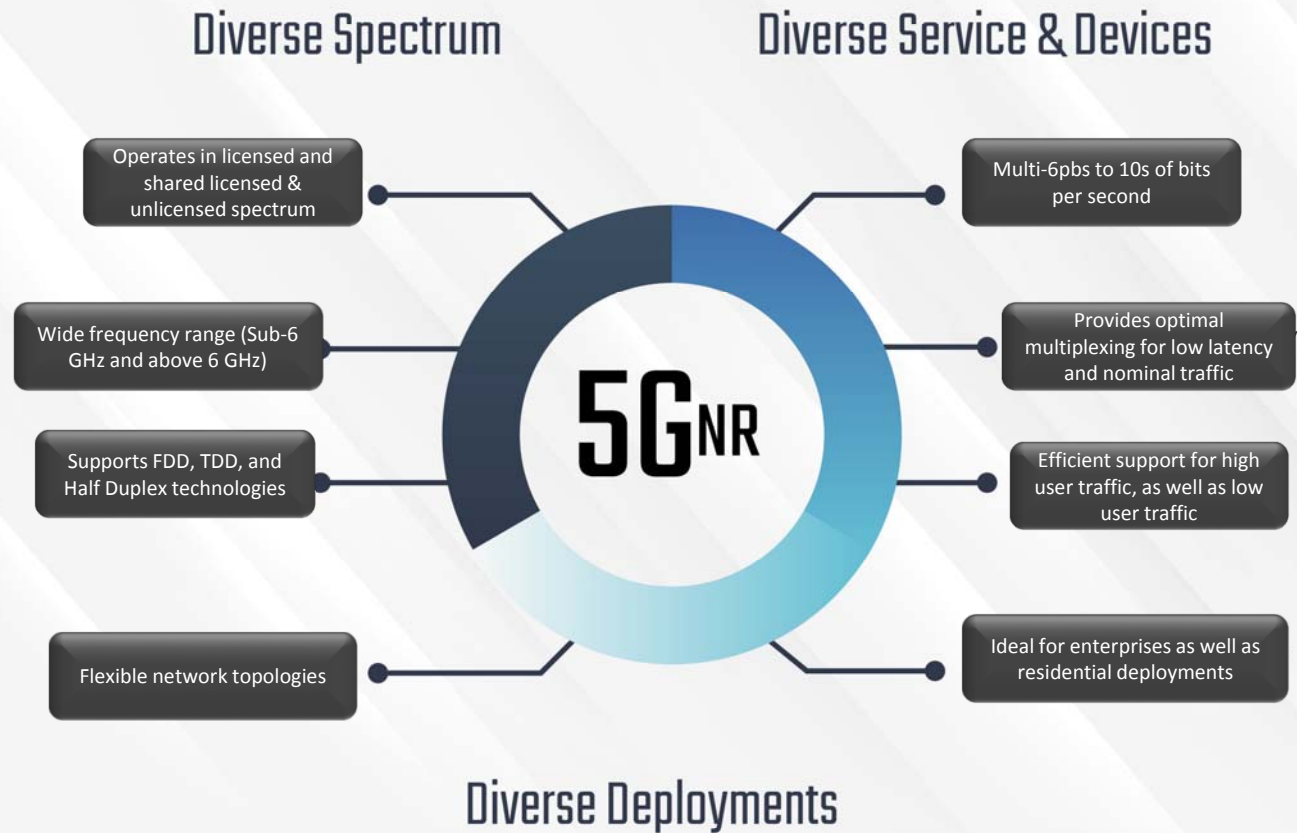 Diverse Spectrum
Diverse Service & Devices
Operates in licensed and
shared licensed &
unlicensed spectrum
Multi-6pbs to 10s of bits
per second
Wide frequency range (Sub-6
GHz and above 6 GHz)
Provides optimal
multiplexing for low latency
and nominal traffic
5G NR
Supports FDD, TDD, and
Half Duplex technologies
Efficient support for high
user traffic, as well as low
user traffic
Flexible network topologies
Ideal for enterprises as well as
residential deployments
Diverse Deployments